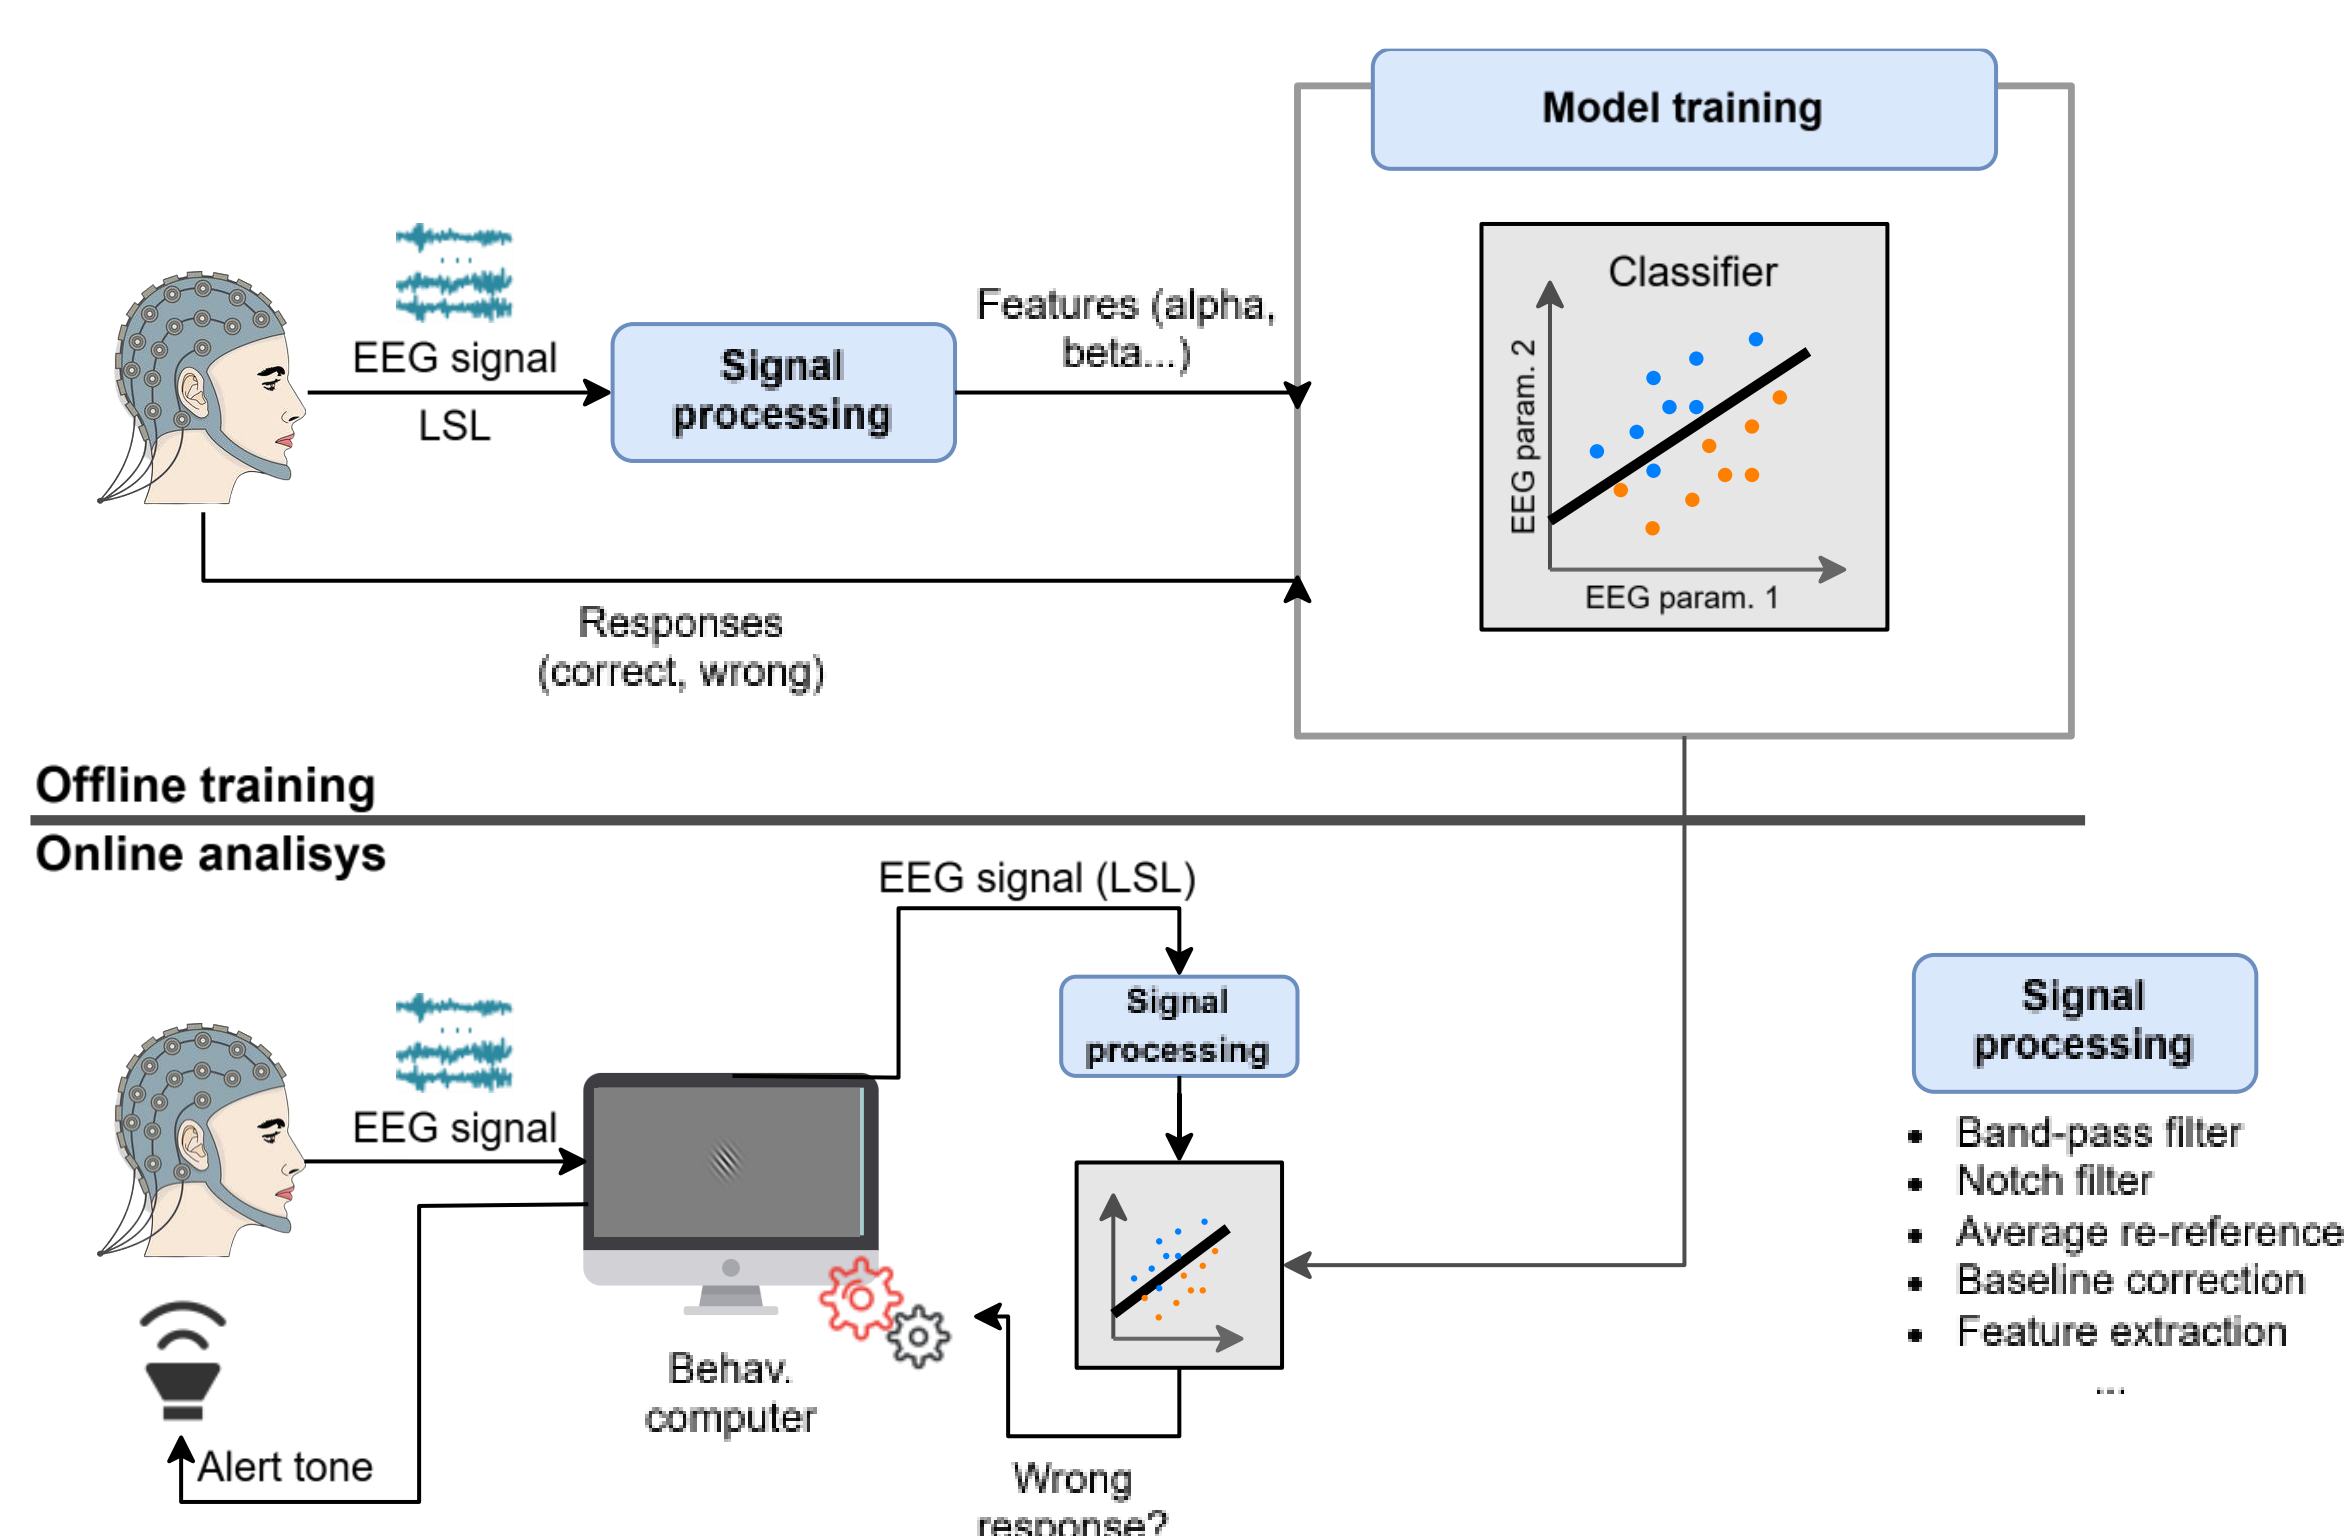 Model training
Classifier
EEG param. 2
EEG param. 1
EEG signal
LSL
Signal
processing
Features (alpha,
beta...)
Responses
(correct, wrong)
Offline training
Online analisys
EEG signal (LSL)
Signal
processing
EEG signal
Behav.
computer
Alert tone
Wrong
response?
Signal
processing
• Band-pass filter
• Notch filter
• Average re-reference
• Baseline correction
• Feature extraction
...